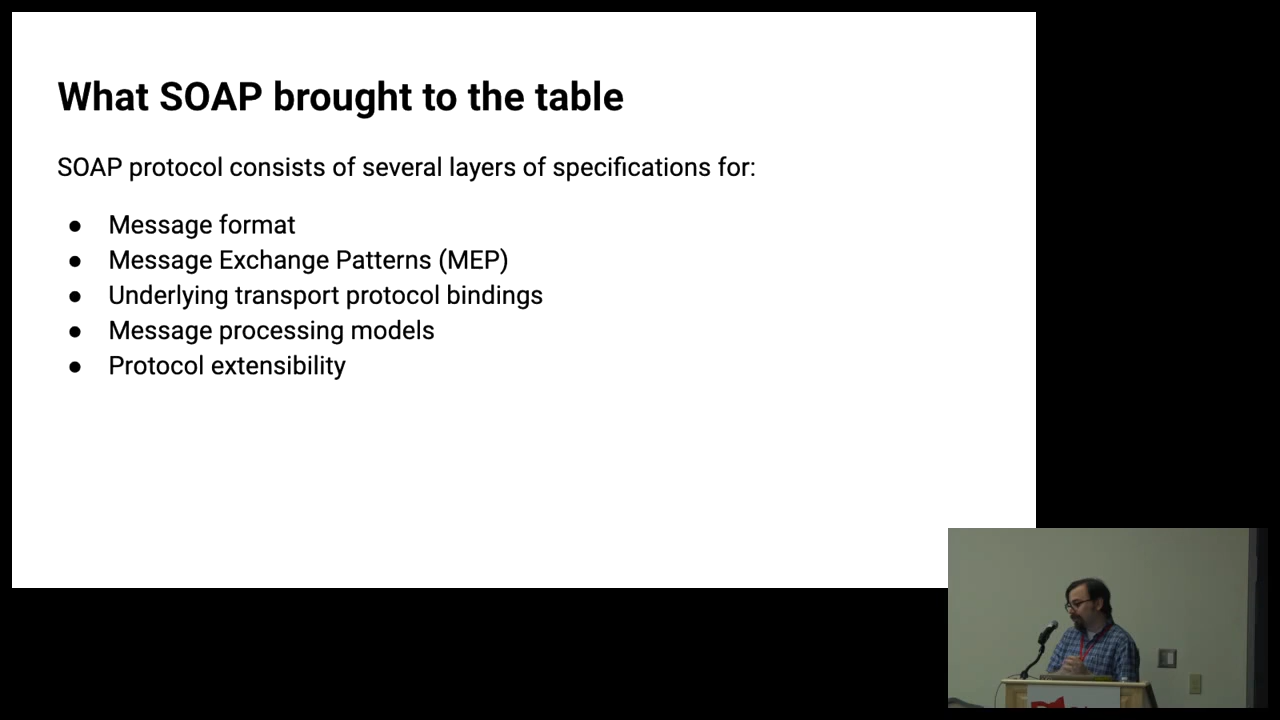 What SOAP brought to the table
SOAP protocol consists of several layers of specifications for:
● Message format
● Message Exchange Patterns (MEP)
● Underlying transport protocol bindings
● Message processing models
● Protocol extensibility